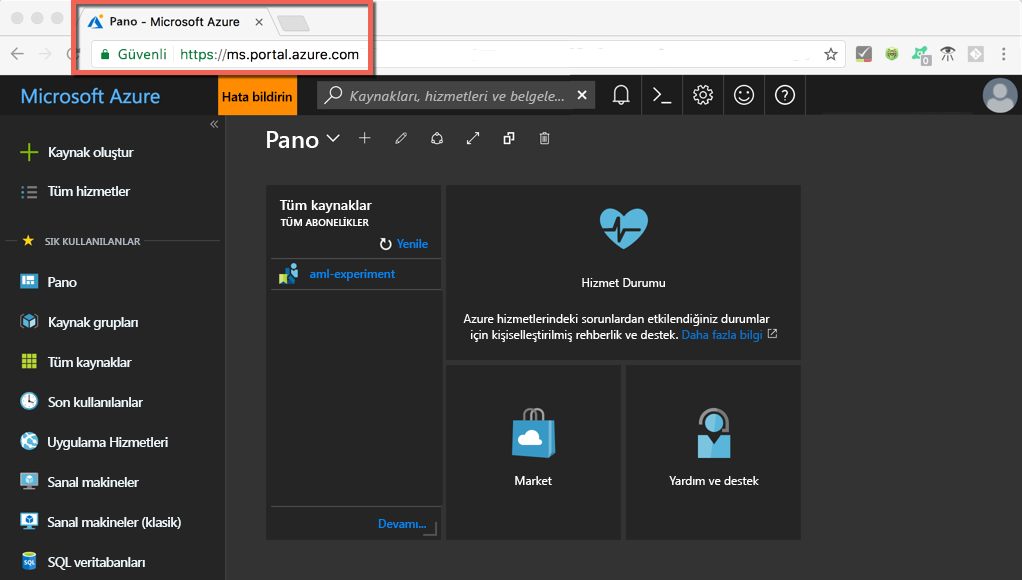 Pano - Microsoft Azure
Güvenli https://ms.portal.azure.com
0
Microsoft Azure
Hata bildirin
Kaynakları, hizmetleri ve belgele...
Kaynak oluştur
Tüm hizmetler
SIK KULLANILANLAR
Pano
Kaynak grupları
Tüm kaynaklar
Son kullanılanlar
Uygulama Hizmetleri
Sanal makineler
Sanal makineler (klasik)
SQL
SQL veritabanları
Pano
Tüm kaynaklar
TÜM ABONELİKLER
Yenile
aml-experiment
Devamı...
Hizmet Durumu
Azure hizmetlerindeki sorunlardan etkilendiğiniz durumlar
için kişiselleştirilmiş rehberlik ve destek. Daha fazla bilgi
Market
Yardım ve destek